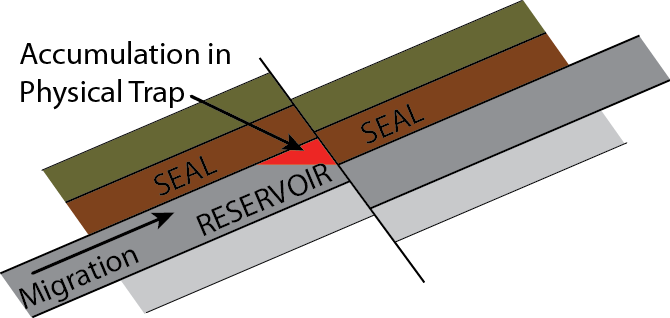 Accumulation in
Physical Trap
SEAL
SEAL
RESERVOIR
Migration